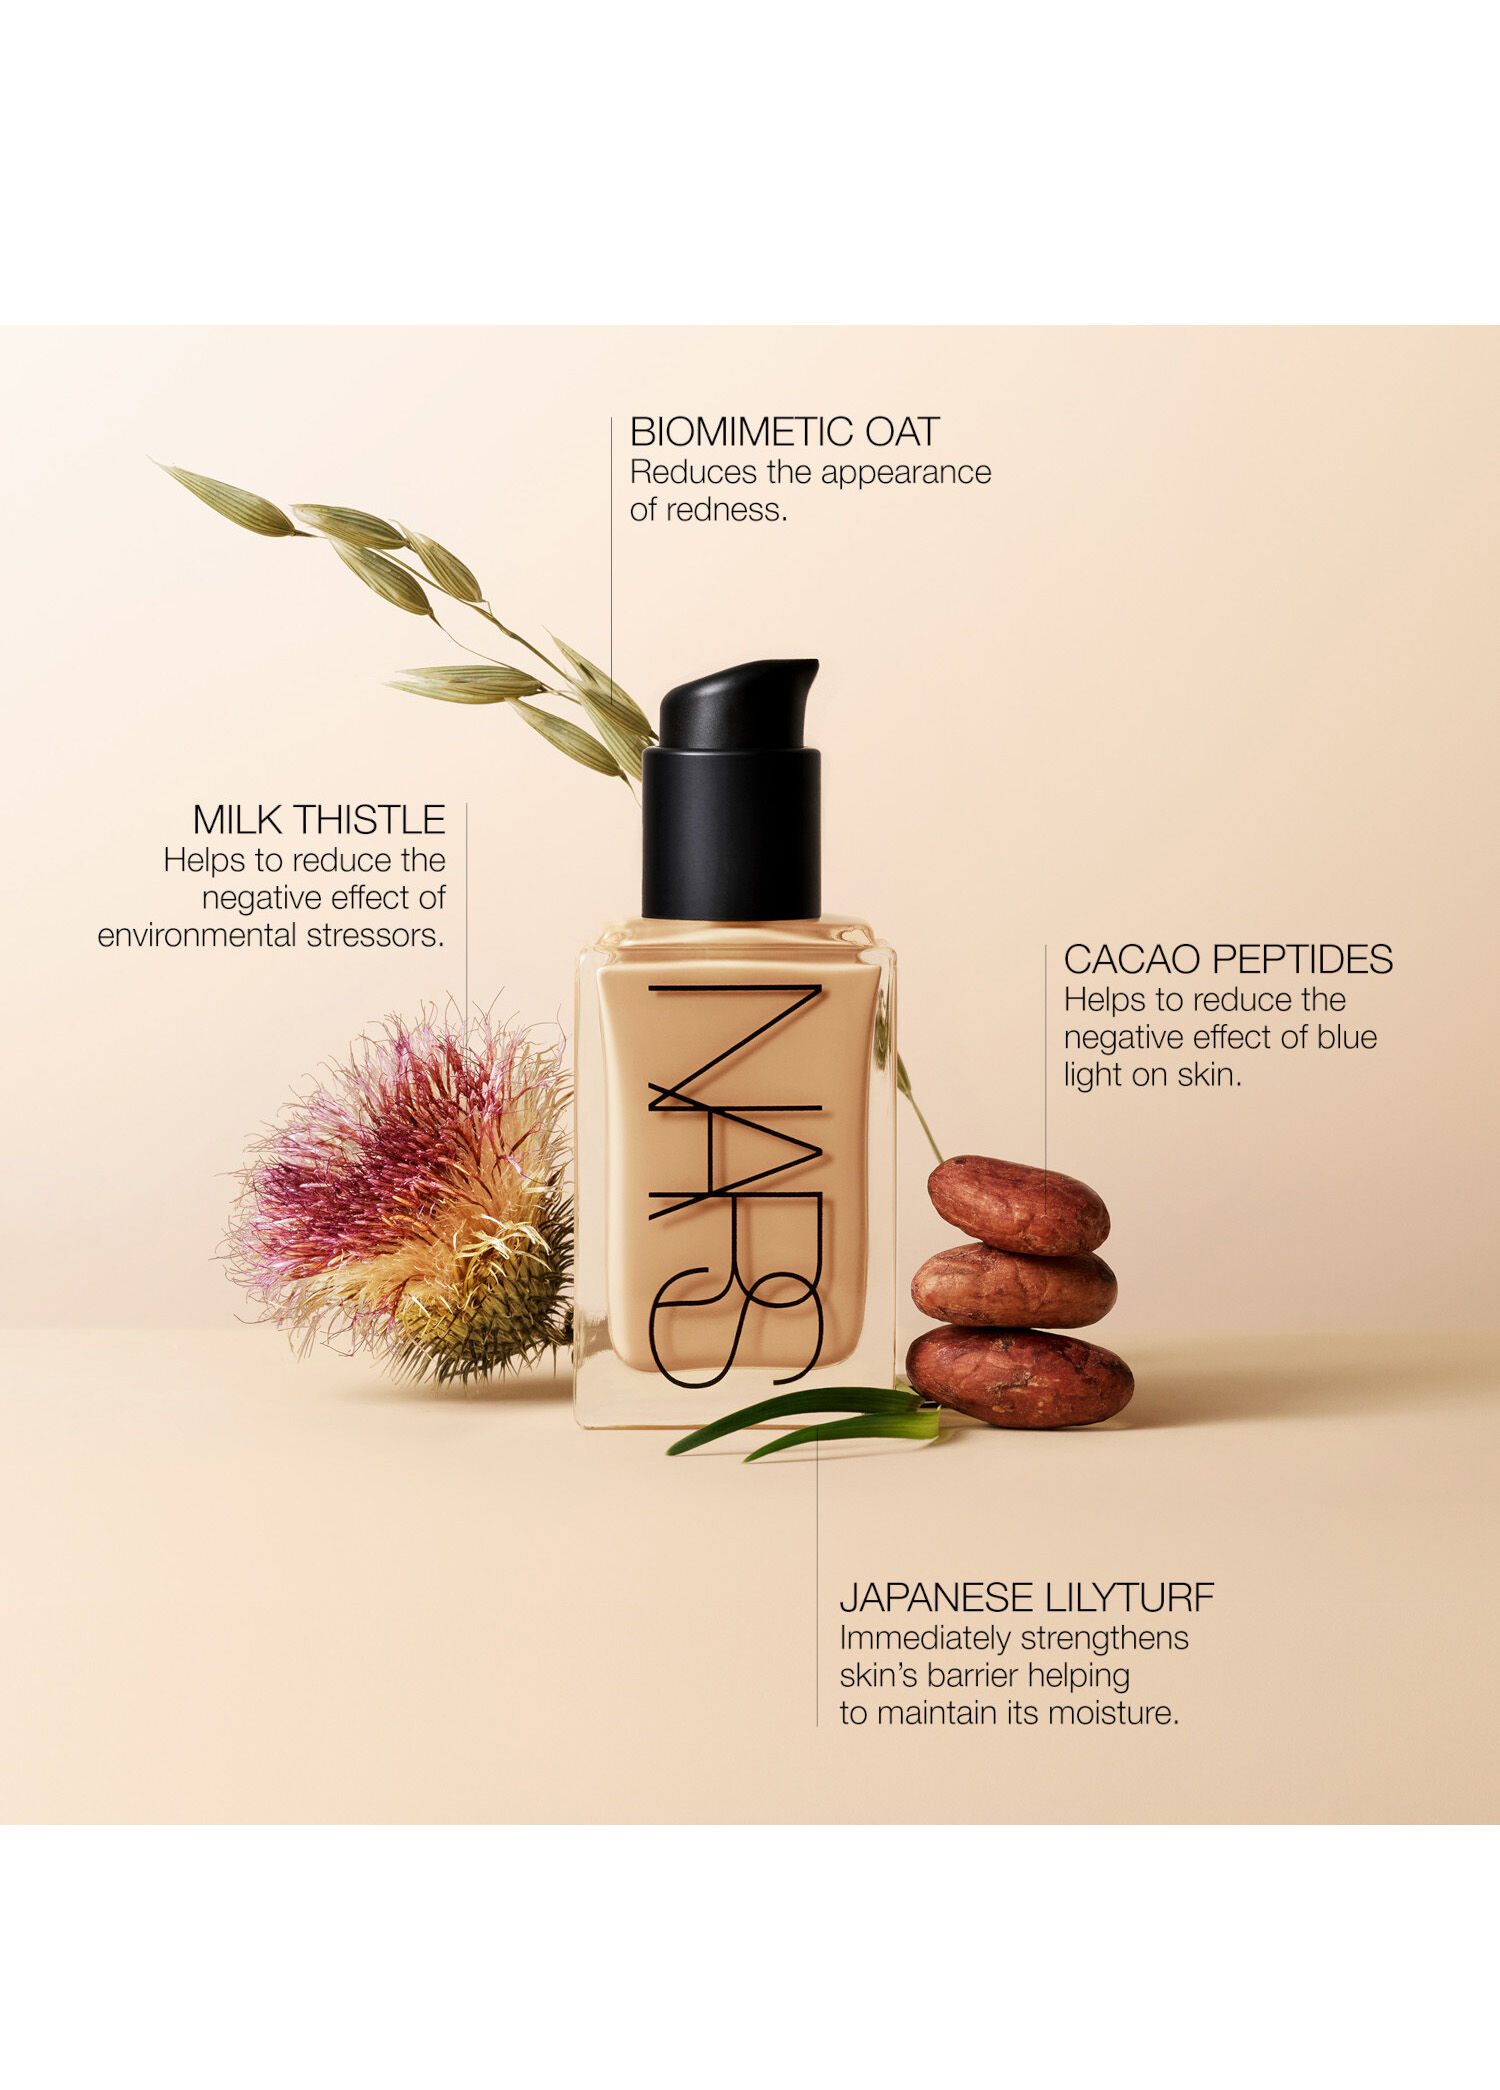 BIOMIMETIC OAT
Reduces the appearance
of redness.
MILK THISTLE
Helps to reduce the
negative effect of
environmental stressors.
CACAO PEPTIDES
Helps to reduce the
negative effect of blue
light on skin.
NARS
JAPANESE LILYTURF
Immediately strengthens
skin’s barrier helping
to maintain its moisture.